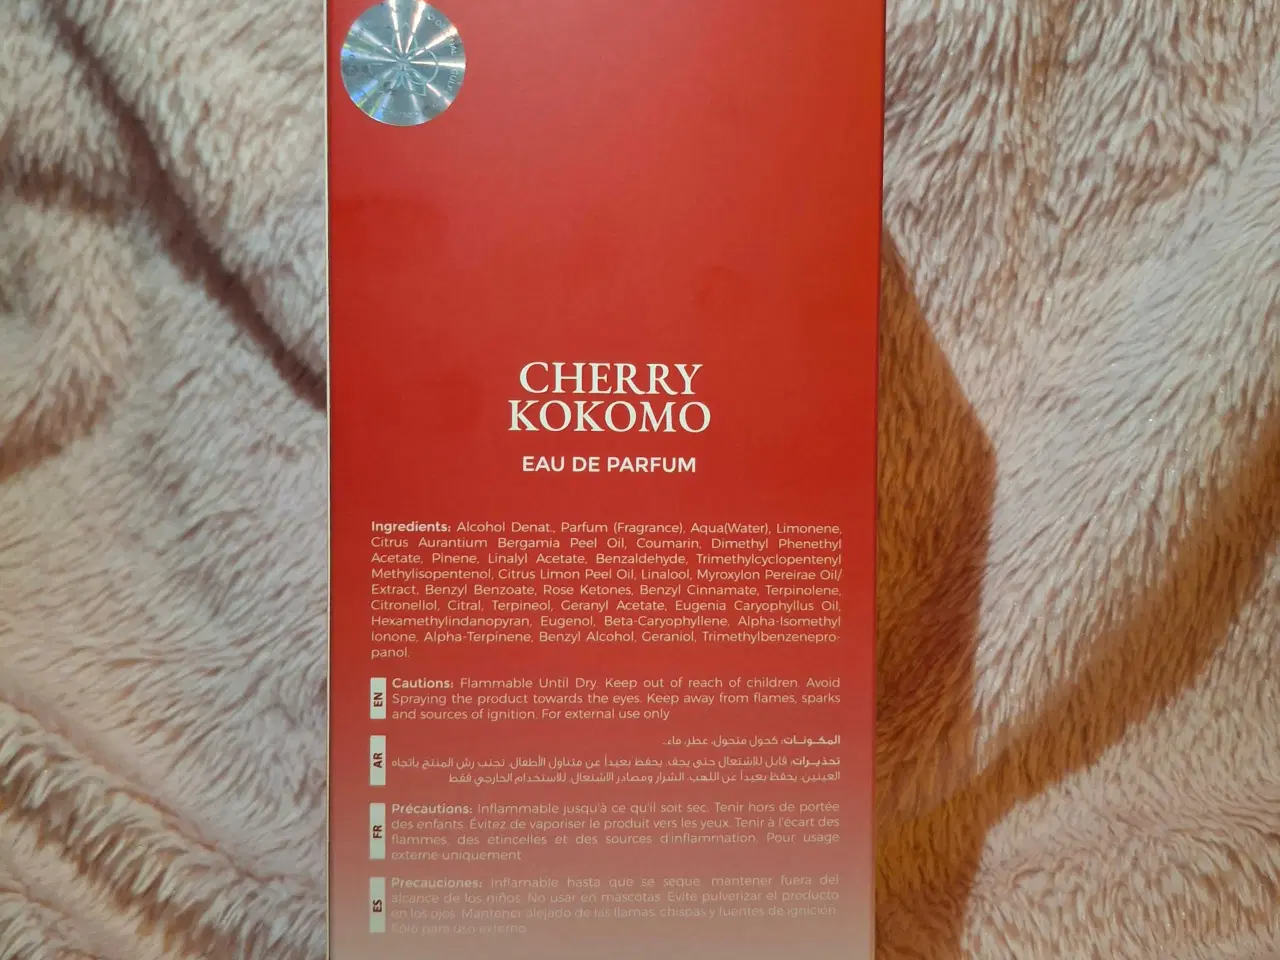 CHERRY
KOKOMO
EAU DE PARFUM
Ingredients: Alcohol Denat., Parfum (Fragrance), Aqua(Water), Limonene,
Citrus Aurantium Bergamia Peel Oil, Coumarin, Dimethyl Phenethyl
Acetate, Pinene, Linalyl Acetate, Benzaldehyde, Trimethylcyclopentenyl
Methylisopentenol, Citrus Limon Peel Oil, Linalool, Myroxylon Pereirae Oil/
Extract, Benzyl Benzoate, Rose Ketones, Benzyl Cinnamate, Terpinolene,
Citronellol, Citral, Terpineol, Geranyl Acetate, Eugenia Caryophyllus Oil,
Hexamethylindanopyran, Eugenol, Beta-Caryophyllene, Alpha-Isomethyl
Ionone, Alpha-Terpinene, Benzyl Alcohol, Geraniol, Trimethylbenzenepro-
panol.
EN
Cautions: Flammable Until Dry. Keep out of reach of children. Avoid
Spraying the product towards the eyes. Keep away from flames, sparks
and sources of ignition. For external use only
AR
المكونات: كحول متحول، عطر، ماء..
تحذيرات: قابل للاشتعال حتى يجف. يحفظ بعيداً عن متناول الأطفال. تجنب رش المنتج باتجاه
العينين. يحفظ بعيداً عن اللهب. الشرار ومصادر الاشتعال. للاستخدام الخارجي فقط
FR
Précautions: Inflammable jusqu'à ce qu'il soit sec. Tenir hors de portée
des enfants. Évitez de vaporiser le produit vers les yeux. Tenir à l'écart des
flammes, des etincelles et des sources d'inflammation. Pour usage
externe uniquement
ES
Precauciones: Inflamable hasta que se seque, mantener fuera del
alcance de los niños. No usar en mascotas. Evite pulverizar el producto
en los ojos. Mantener alejado de las llamas, chispas y fuentes de ignición.
Sólo para uso externo